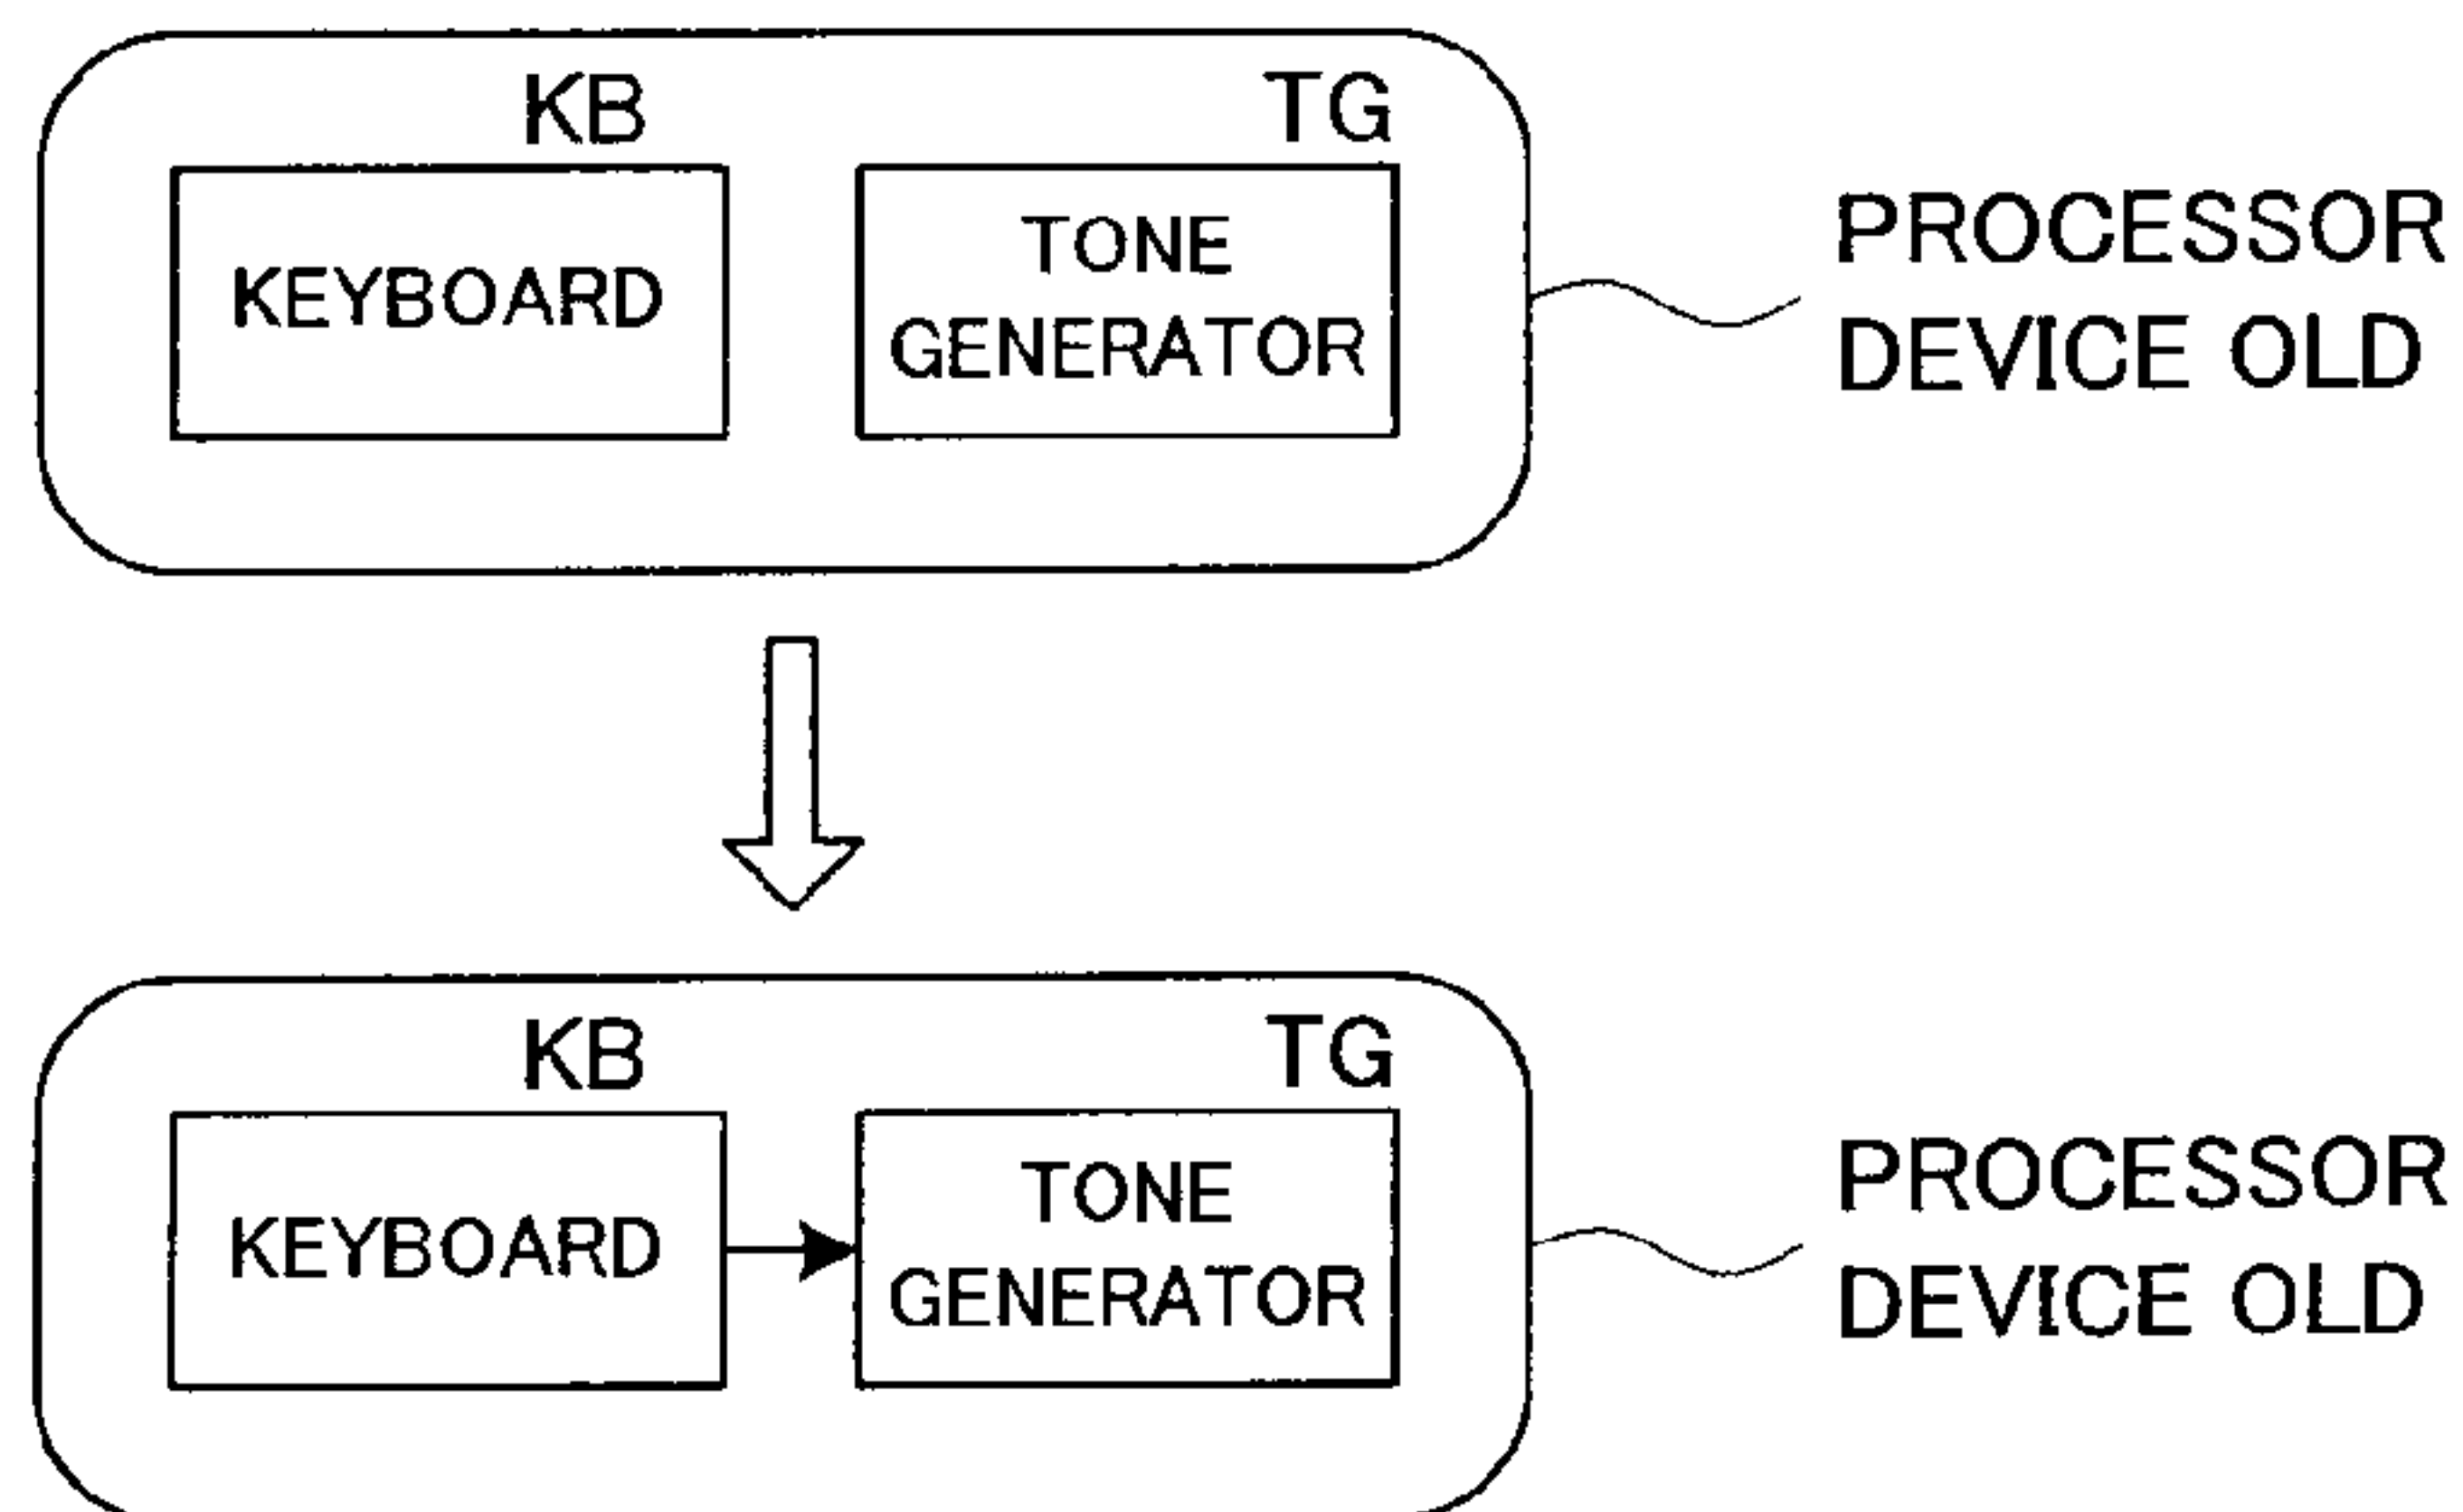 KB TG
KEYBOARD
TONE
GENERATOR
PROCESSOR
DEVICE OLD
KB TG
KEYBOARD
TONE
GENERATOR
PROCESSOR
DEVICE OLD